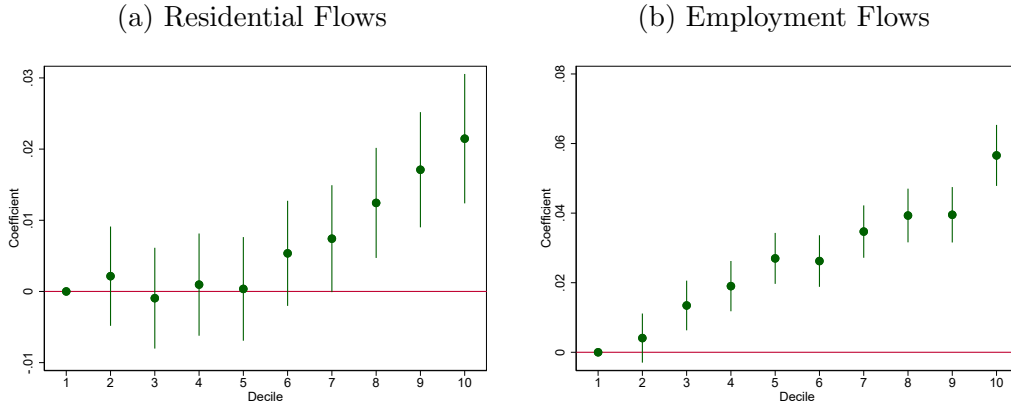 (a) Residential Flows
.03
.02
.01
0
-.01
Coefficient
1 2 3 4 5 6 7 8 9 10
Decile
(b) Employment Flows
.08
.06
.04
.02
0
Coefficient
1 2 3 4 5 6 7 8 9 10
Decile